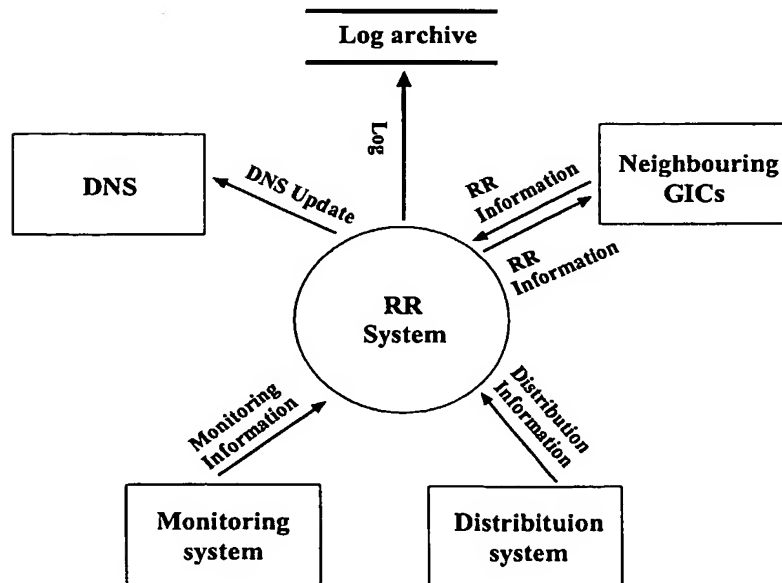 Log archive
Log
DNS
DNS Update
RR
Information
Neighbouring
GICs
RR
Information
RR
System
Monitoring
Information
Distribution
Information
Monitoring
system
Distribituion
system